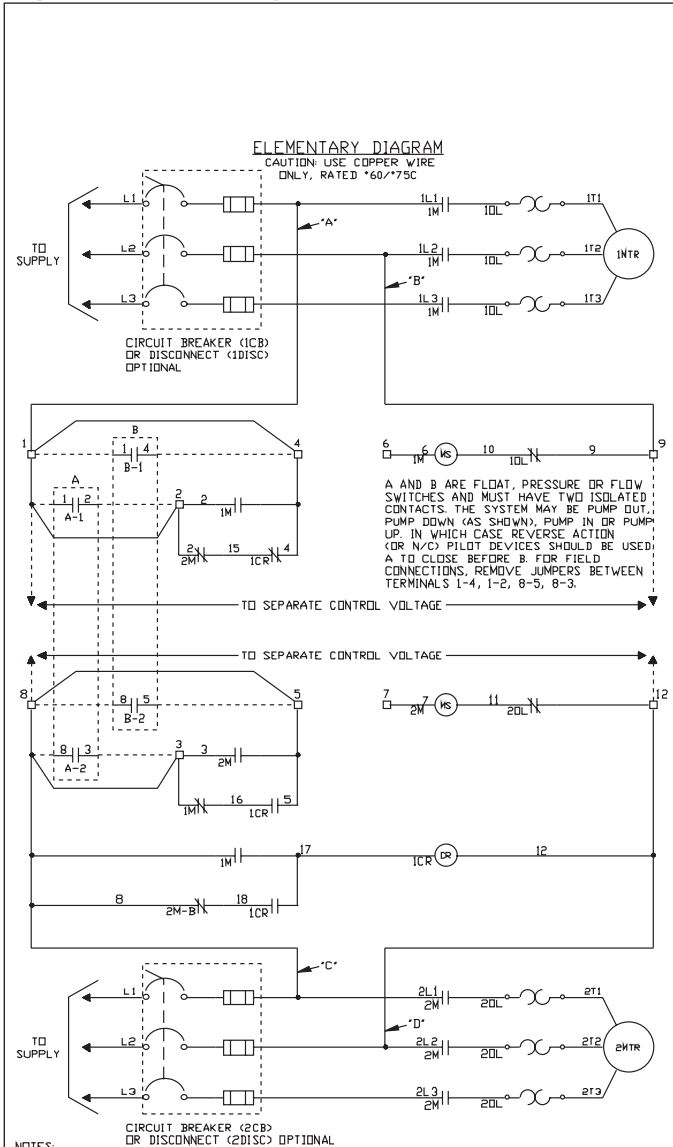 ELEMENTARY DIAGRAM
CAUTION: USE COPPER WIRE
ONLY, RATED *60/*75C
L1 1L1 1M 1OL 1T1
"A"
TO
SUPPLY
L2 1L2 1M 1OL 1T2 1MTR
"B"
L3 1L3 1M 1OL 1T3
CIRCUIT BREAKER (1CB)
OR DISCONNECT (1DISC)
OPTIONAL
B
1 1 4 4 6 6 MS 10 9 9
B-1 1M 1OL
A
1 2 2 2
A-1 1M
2 15 4
2M 1CR
A AND B ARE FLOAT, PRESSURE OR FLOW
SWITCHES AND MUST HAVE TWO ISOLATED
CONTACTS. THE SYSTEM MAY BE PUMP OUT,
PUMP DOWN (AS SHOWN), PUMP IN OR PUMP
UP. IN WHICH CASE REVERSE ACTION
(OR N/C) PILOT DEVICES SHOULD BE USED
A TO CLOSE BEFORE B. FOR FIELD
CONNECTIONS, REMOVE JUMPERS BETWEEN
TERMINALS 1-4, 1-2, 8-5, 8-3.
TO SEPARATE CONTROL VOLTAGE
TO SEPARATE CONTROL VOLTAGE
8 8 5 5 7 7 MS 11 12
B-2 2M 2OL
8 3 3 3
A-2 2M
16 5
1M 1CR
17 12
1M 1CR DR
8 18
2M-B 1CR
"C"
L1 2L1 2M 2OL 2T1
"D"
TO
SUPPLY
L2 2L2 2M 2OL 2T2 2MTR
L3 2L3 2M 2OL 2T3
CIRCUIT BREAKER (2CB)
OR DISCONNECT (2DISC) OPTIONAL
NOTES: